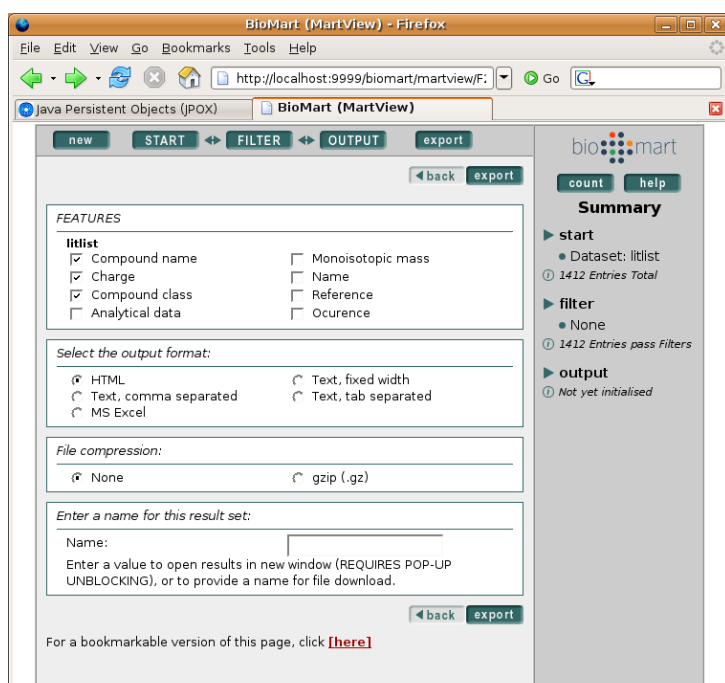 BioMart (MartView) - Firefox
File Edit View Go Bookmarks Tools Help
http://localhost:9999/biomart/martview/F2 Go G
Java Persistent Objects (JPOX) BioMart (MartView)
new START FILTER OUTPUT export
back export
FEATURES
litlist
Compound name Monoisotopic mass
Charge Name
Compound class Reference
Analytical data Ocurence
Select the output format:
HTML Text, fixed width
Text, comma separated Text, tab separated
MS Excel
File compression:
None gzip (.gz)
Enter a name for this result set:
Name:
Enter a value to open results in new window (REQUIRES POP-UP
UNBLOCKING), or to provide a name for file download.
back export
For a bookmarkable version of this page, click [here]
bio mart
count help
Summary
start
Dataset: litlist
1412 Entries Total
filter
None
1412 Entries pass Filters
output
Not yet initialised